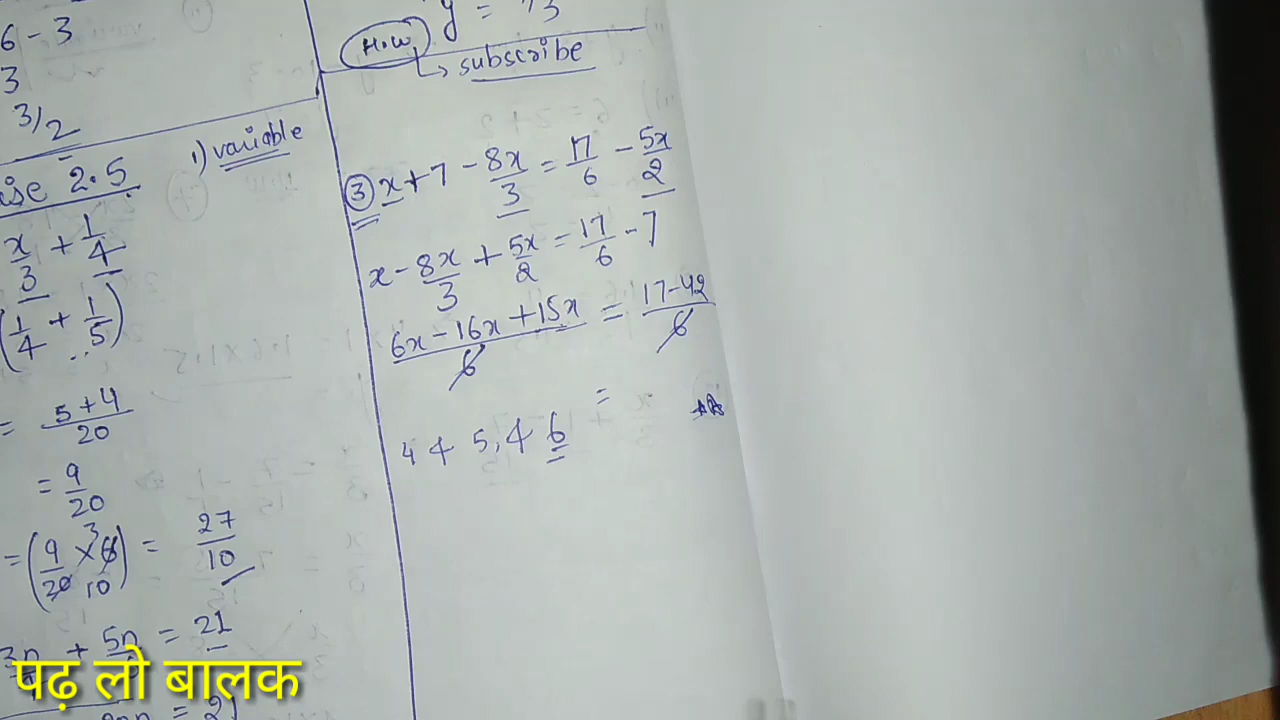 6 - 3
3
3/2
ise 2.5
1) variable
x/3 + 1/4
(1/4 + 1/5)
= 5+4/20
= 9/20
= (9/20 × 6) = 27/10
3 10
3n + 5n = 21
= 21
y =
H.W
↳ subscribe
③ x + 7 - 8x/3 = 17/6 - 5x/2
x - 8x/3 + 5x/2 = 17/6 - 7
6x - 16x + 15x/6 = 17-42/6
=
4 4 5, 4 6
पढ़ लो बालक